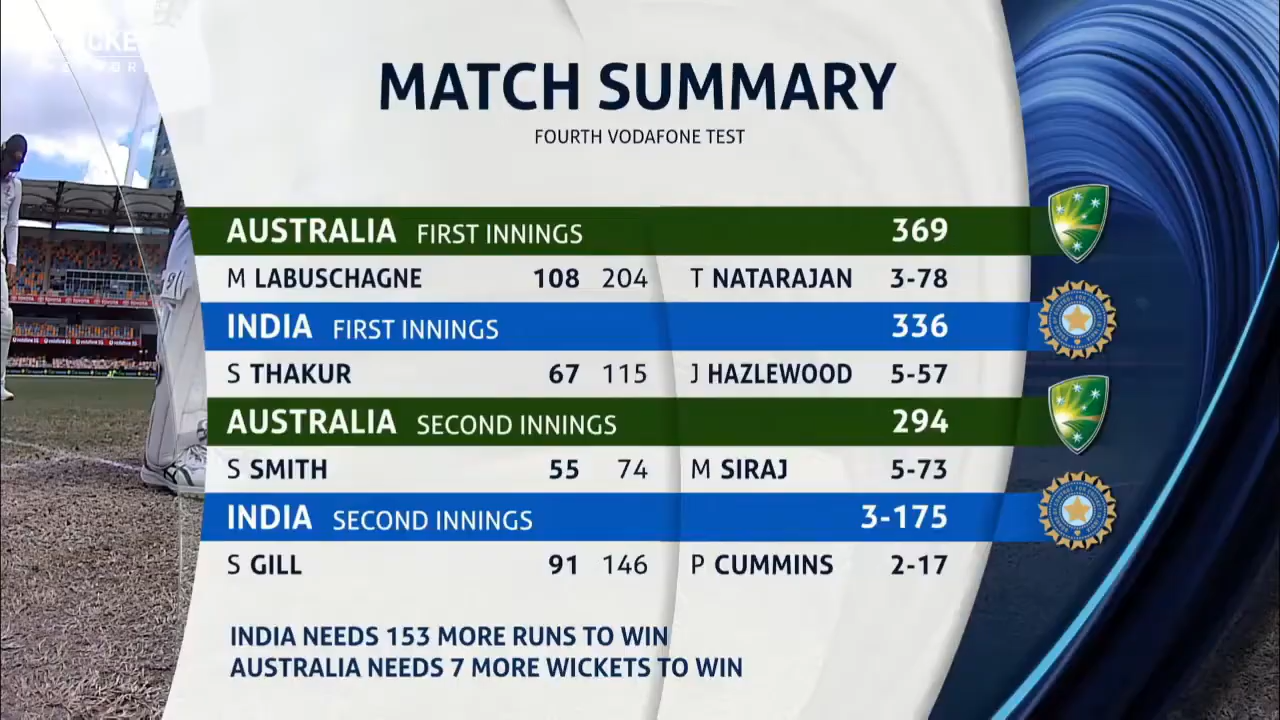 MATCH SUMMARY
FOURTH VODAFONE TEST
AUSTRALIA FIRST INNINGS 369
M LABUSCHAGNE 108 204 T NATARAJAN 3-78
INDIA FIRST INNINGS 336
S THAKUR 67 115 J HAZLEWOOD 5-57
AUSTRALIA SECOND INNINGS 294
S SMITH 55 74 M SIRAJ 5-73
INDIA SECOND INNINGS 3-175
S GILL 91 146 P CUMMINS 2-17
INDIA NEEDS 153 MORE RUNS TO WIN
AUSTRALIA NEEDS 7 MORE WICKETS TO WIN